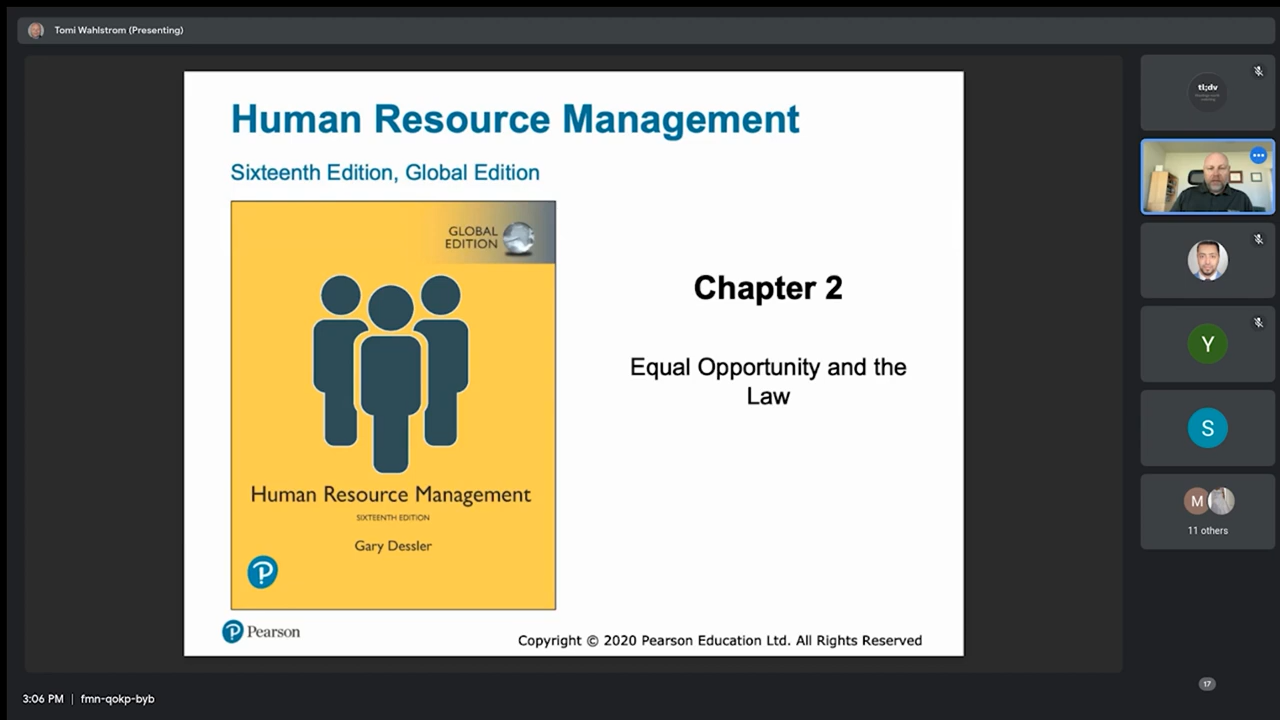 Tomi Wahlstrom (Presenting)
Human Resource Management
Sixteenth Edition, Global Edition
GLOBAL
EDITION
Human Resource Management
SIXTEENTH EDITION
Gary Dessler
P
P Pearson
Chapter 2
Equal Opportunity and the
Law
Copyright © 2020 Pearson Education Ltd. All Rights Reserved
tl;dv
Y
S
M
11 others
3:06 PM | fmn-qokp-byb
17